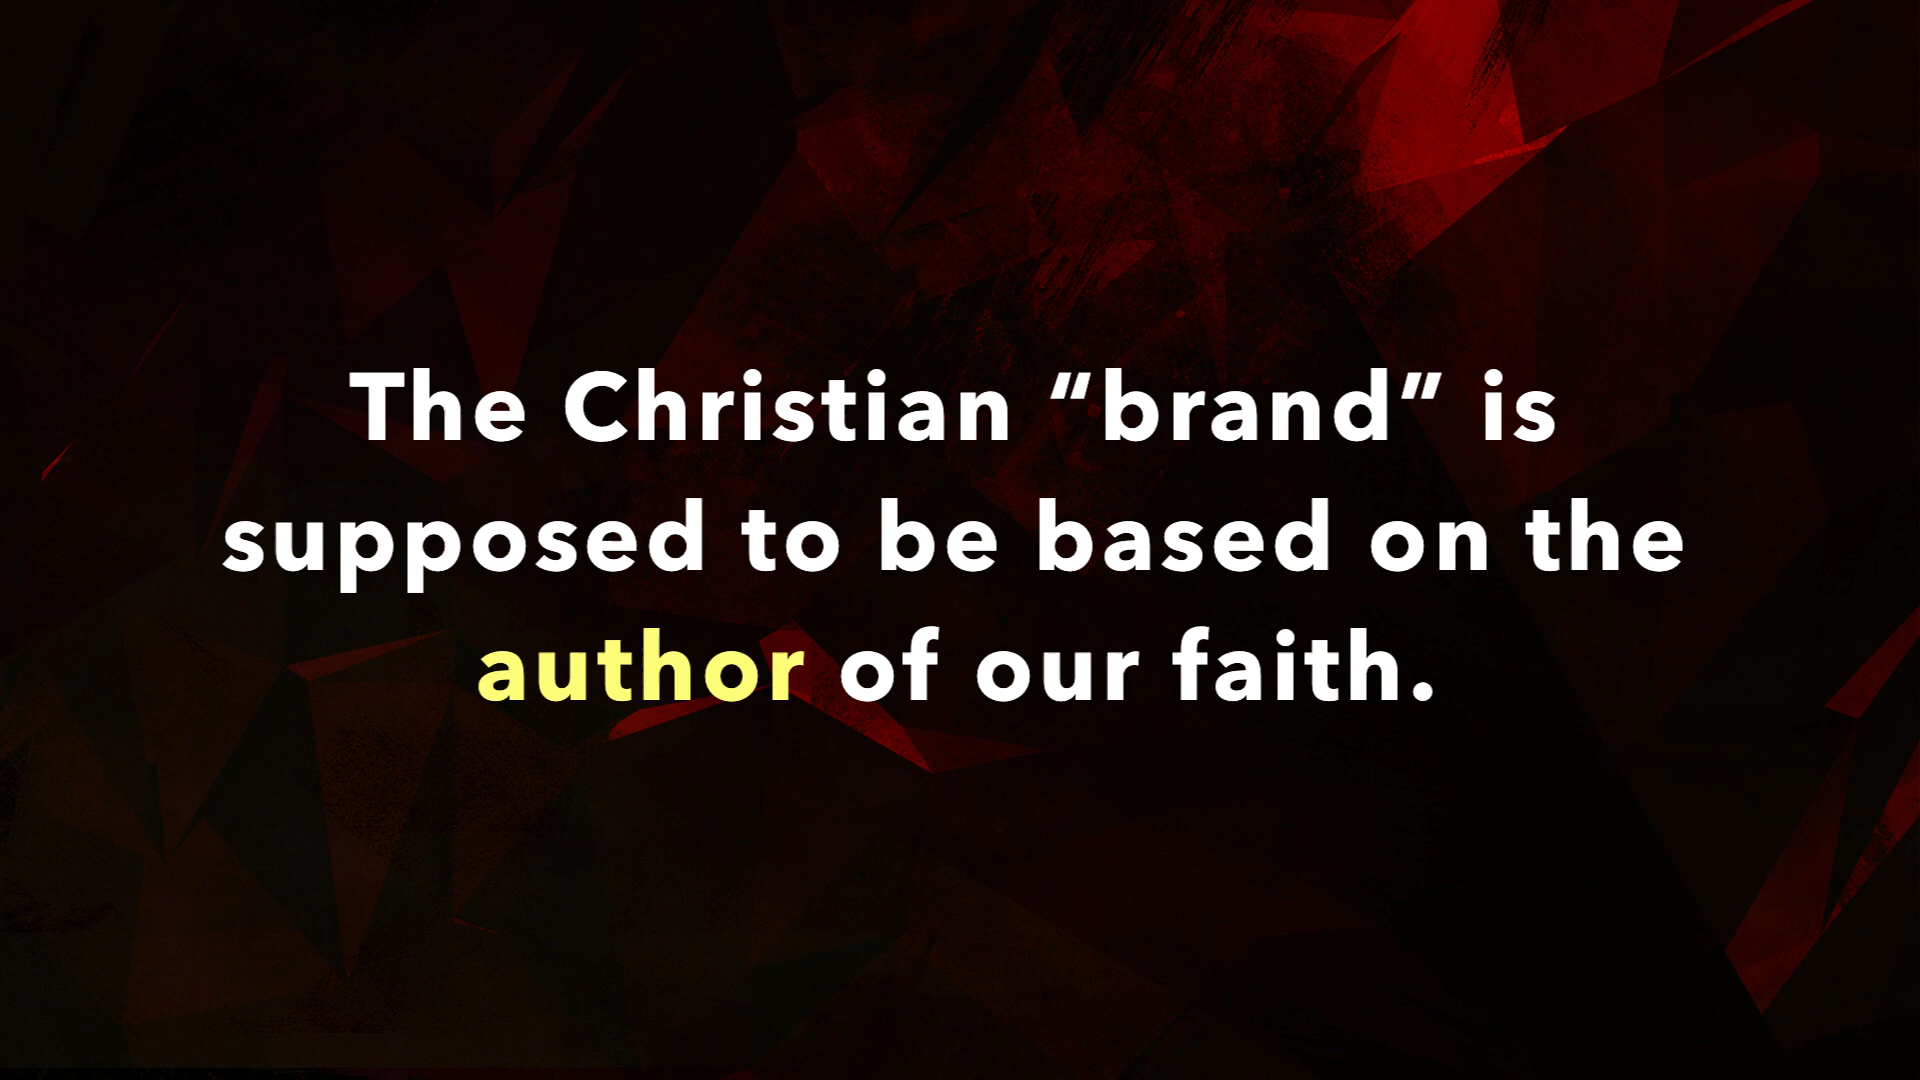 The Christian “brand” is
supposed to be based on the
author of our faith.